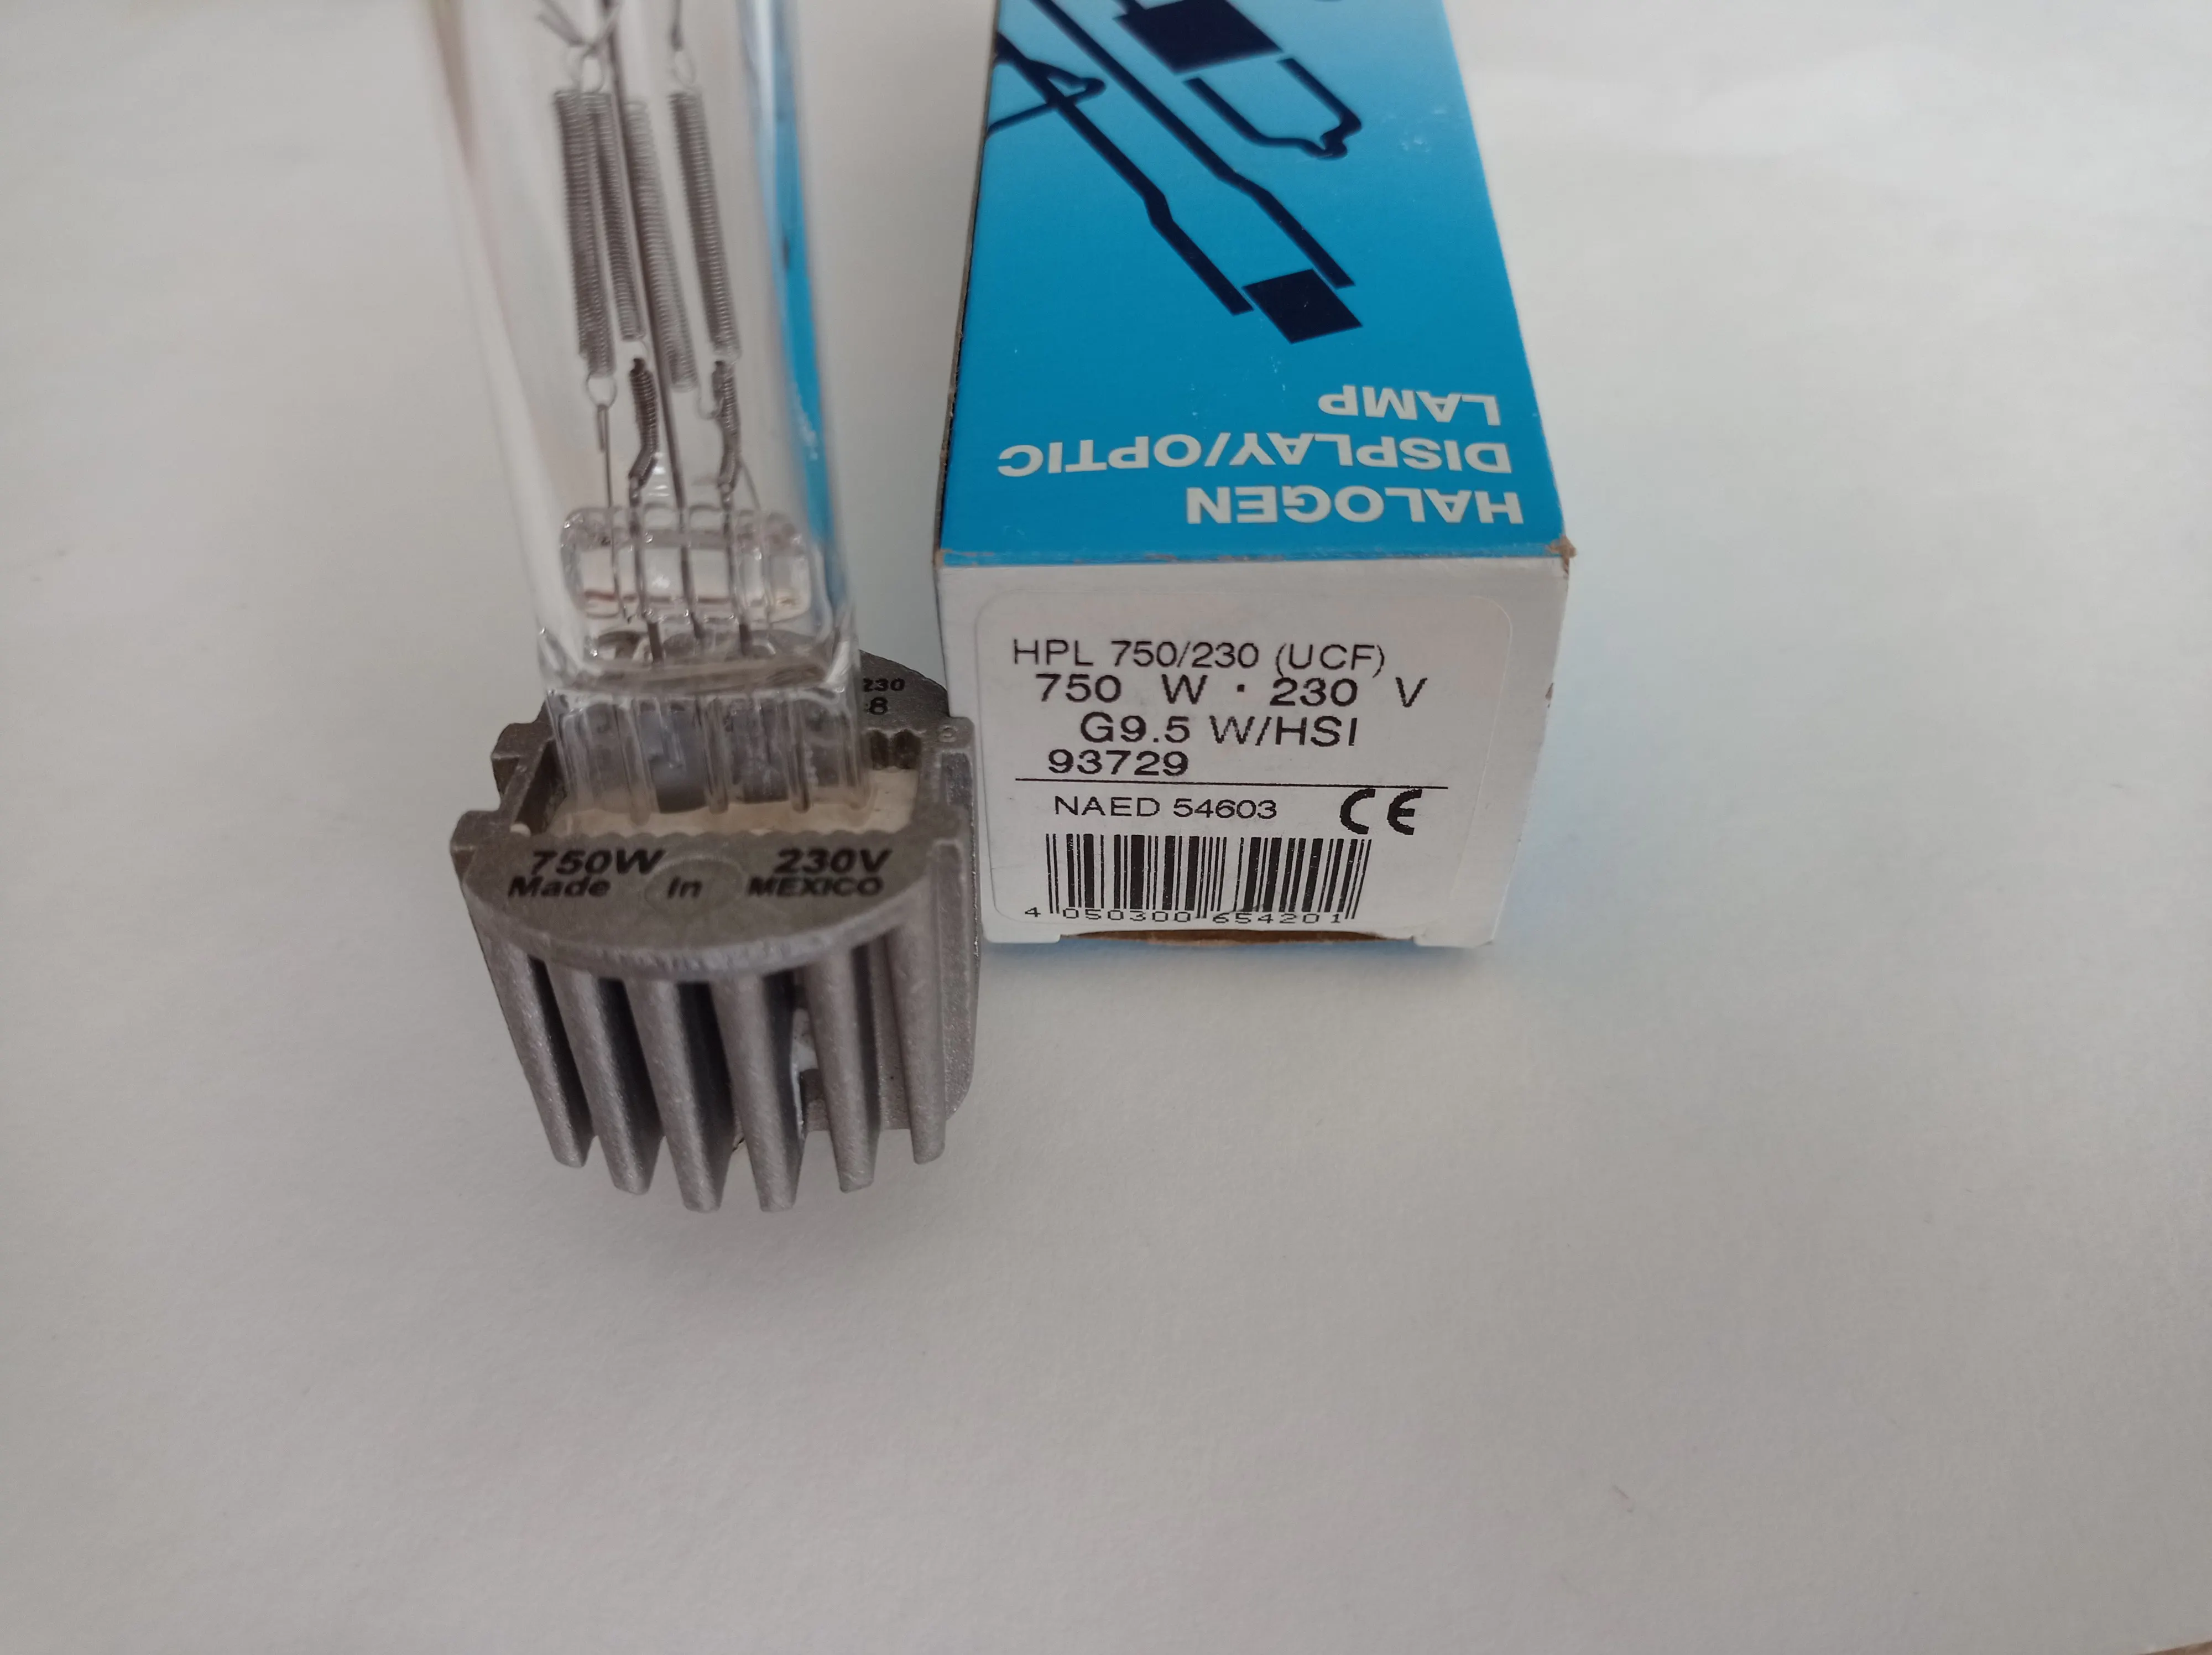 HALOGEN
DISPLAY/OPTIC
LAMP
HPL 750/230 (UCF)
750 W · 230 V
G9.5 W/HSI
93729
NAED 54603 CE
4 050300 654201
230
8
750W 230V
Made in MEXICO